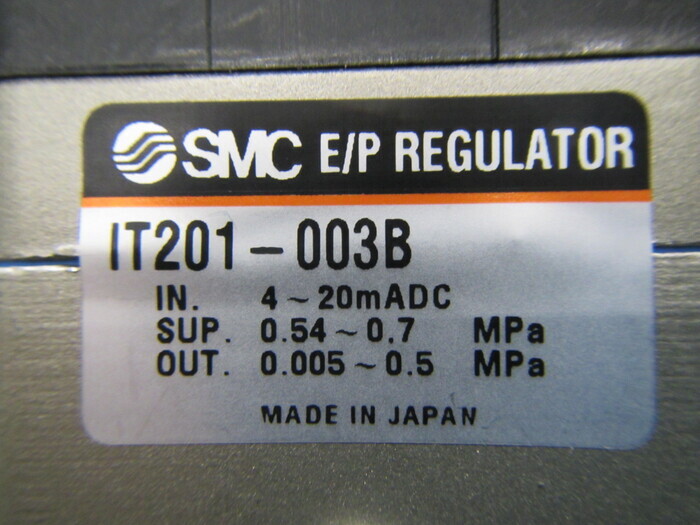 SMC E/P REGULATOR
IT201-003B
IN. 4~20mADC
SUP. 0.54~0.7 MPa
OUT. 0.005~0.5 MPa
MADE IN JAPAN